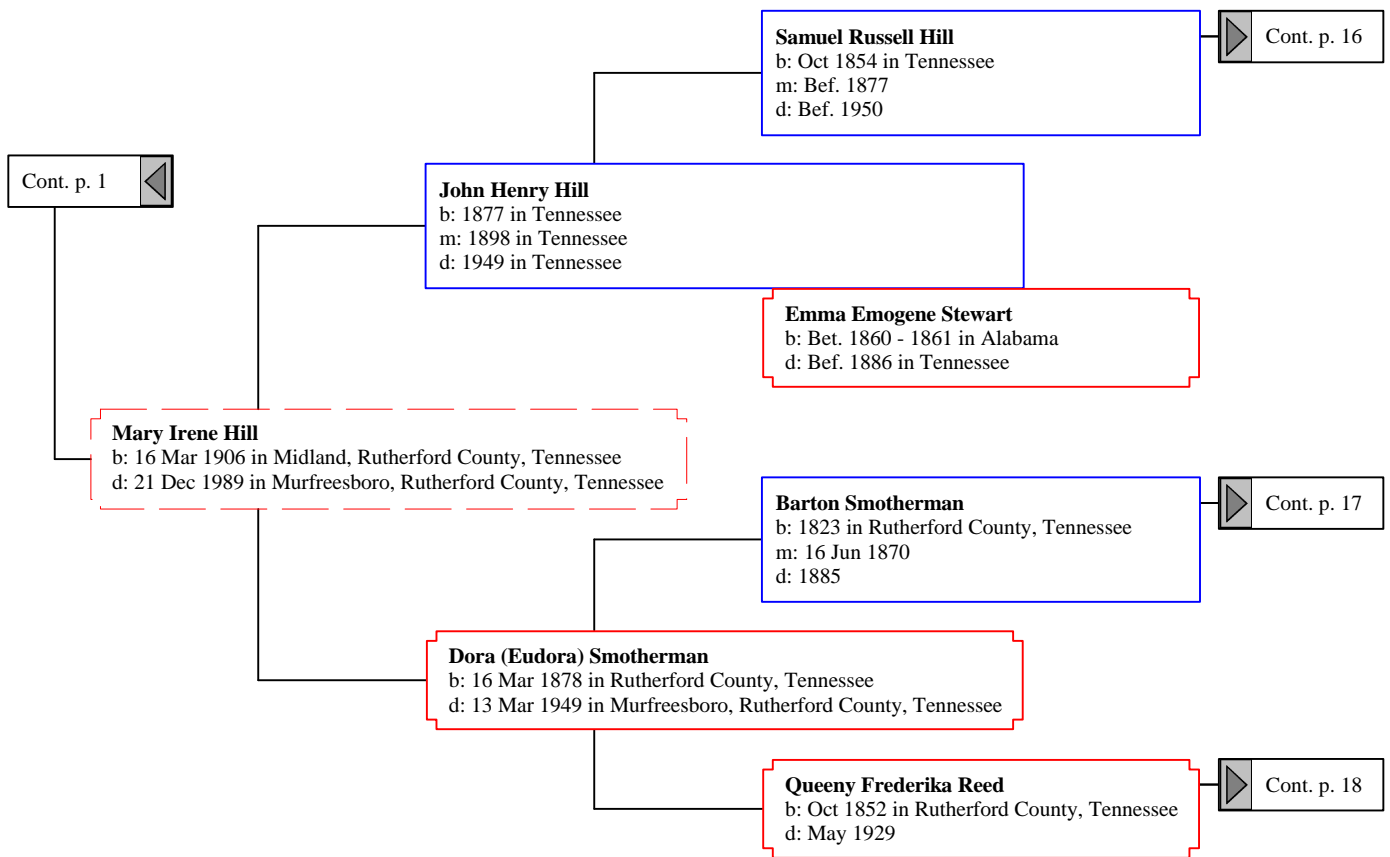 Samuel Russell Hill
b: Oct 1854 in Tennessee
m: Bef. 1877
d: Bef. 1950
Cont. p. 16
Cont. p. 1
John Henry Hill
b: 1877 in Tennessee
m: 1898 in Tennessee
d: 1949 in Tennessee
Emma Emogene Stewart
b: Bet. 1860 - 1861 in Alabama
d: Bef. 1886 in Tennessee
Mary Irene Hill
b: 16 Mar 1906 in Midland, Rutherford County, Tennessee
d: 21 Dec 1989 in Murfreesboro, Rutherford County, Tennessee
Barton Smotherman
b: 1823 in Rutherford County, Tennessee
m: 16 Jun 1870
d: 1885
Cont. p. 17
Dora (Eudora) Smotherman
b: 16 Mar 1878 in Rutherford County, Tennessee
d: 13 Mar 1949 in Murfreesboro, Rutherford County, Tennessee
Queeny Frederika Reed
b: Oct 1852 in Rutherford County, Tennessee
d: May 1929
Cont. p. 18